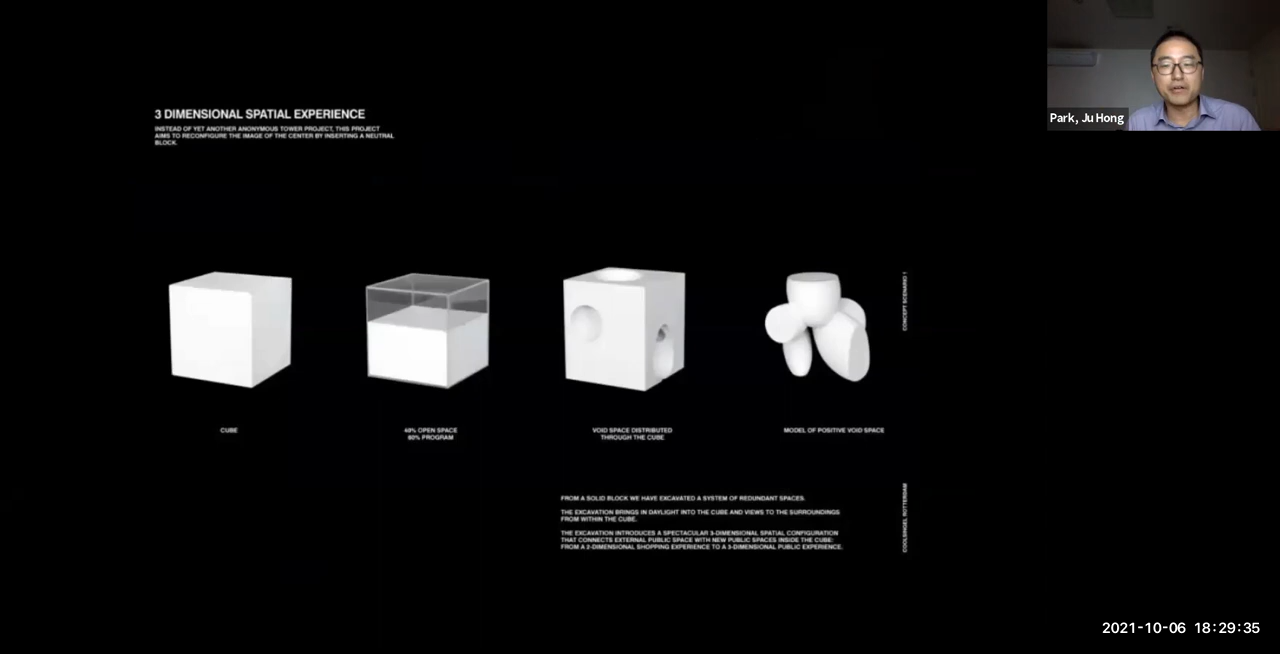 3 DIMENSIONAL SPATIAL EXPERIENCE
INSTEAD OF YET ANOTHER ANONYMOUS TOWER PROJECT, THIS PROJECT
AIMS TO RECONFIGURE THE IMAGE OF THE CENTER BY INSERTING A NEUTRAL
BLOCK.
Park, Ju Hong
CONCEPT SCENARIO 1
CUBE
40% OPEN SPACE
60% PROGRAM
VOID SPACE DISTRIBUTED
THROUGH THE CUBE
MODEL OF POSITIVE VOID SPACE
FROM A SOLID BLOCK WE HAVE EXCAVATED A SYSTEM OF REDUNDANT SPACES.
THE EXCAVATION BRINGS IN DAYLIGHT INTO THE CUBE AND VIEWS TO THE SURROUNDINGS
FROM WITHIN THE CUBE.
THE EXCAVATION INTRODUCES A SPECTACULAR 3-DIMENSIONAL SPATIAL CONFIGURATION
THAT CONNECTS EXTERNAL PUBLIC SPACE WITH NEW PUBLIC SPACES INSIDE THE CUBE:
FROM A 2-DIMENSIONAL SHOPPING EXPERIENCE TO A 3-DIMENSIONAL PUBLIC EXPERIENCE.
COOLSINGEL ROTTERDAM
2021-10-06 18:29:35